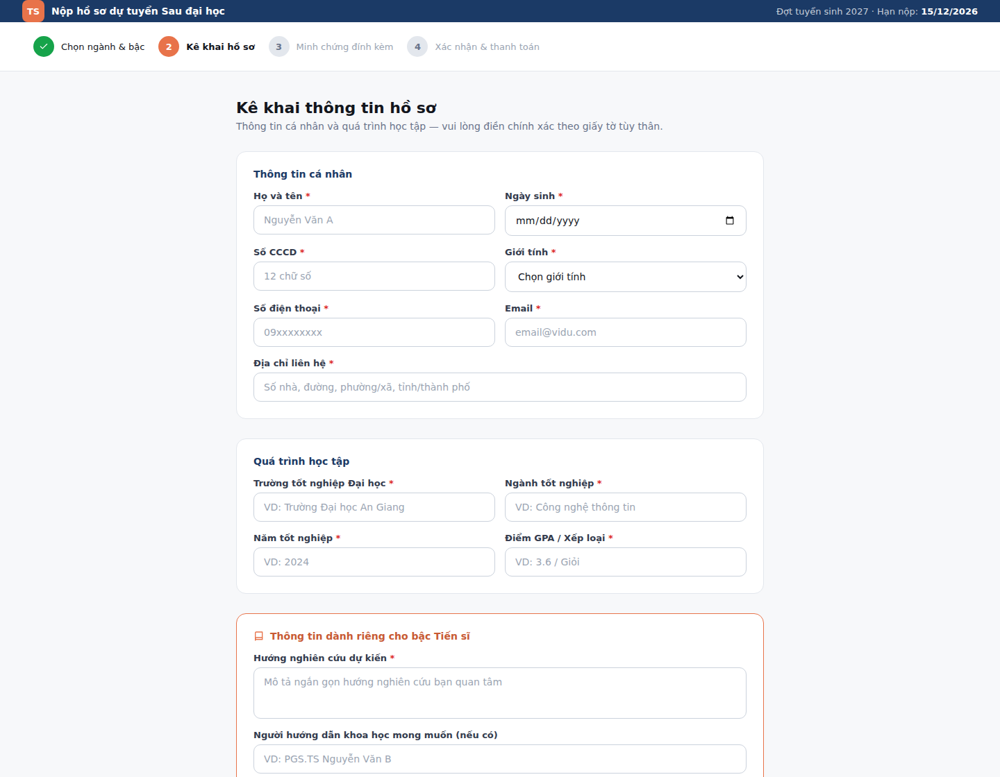 TS Nộp hồ sơ dự tuyển Sau đại học
Đợt tuyển sinh 2027 · Hạn nộp: 15/12/2026
Chọn ngành & bậc
2 Kê khai hồ sơ
3 Minh chứng đính kèm
4 Xác nhận & thanh toán
Kê khai thông tin hồ sơ
Thông tin cá nhân và quá trình học tập — vui lòng điền chính xác theo giấy tờ tùy thân.
Thông tin cá nhân
Họ và tên *
Nguyễn Văn A
Ngày sinh *
mm/dd/yyyy
Số CCCD *
12 chữ số
Giới tính *
Chọn giới tính
Số điện thoại *
09xxxxxxxx
Email *
email@vidu.com
Địa chỉ liên hệ *
Số nhà, đường, phường/xã, tỉnh/thành phố
Quá trình học tập
Trường tốt nghiệp Đại học *
VD: Trường Đại học An Giang
Ngành tốt nghiệp *
VD: Công nghệ thông tin
Năm tốt nghiệp *
VD: 2024
Điểm GPA / Xếp loại *
VD: 3.6 / Giỏi
Thông tin dành riêng cho bậc Tiến sĩ
Hướng nghiên cứu dự kiến *
Mô tả ngắn gọn hướng nghiên cứu bạn quan tâm
Người hướng dẫn khoa học mong muốn (nếu có)
VD: PGS.TS Nguyễn Văn B